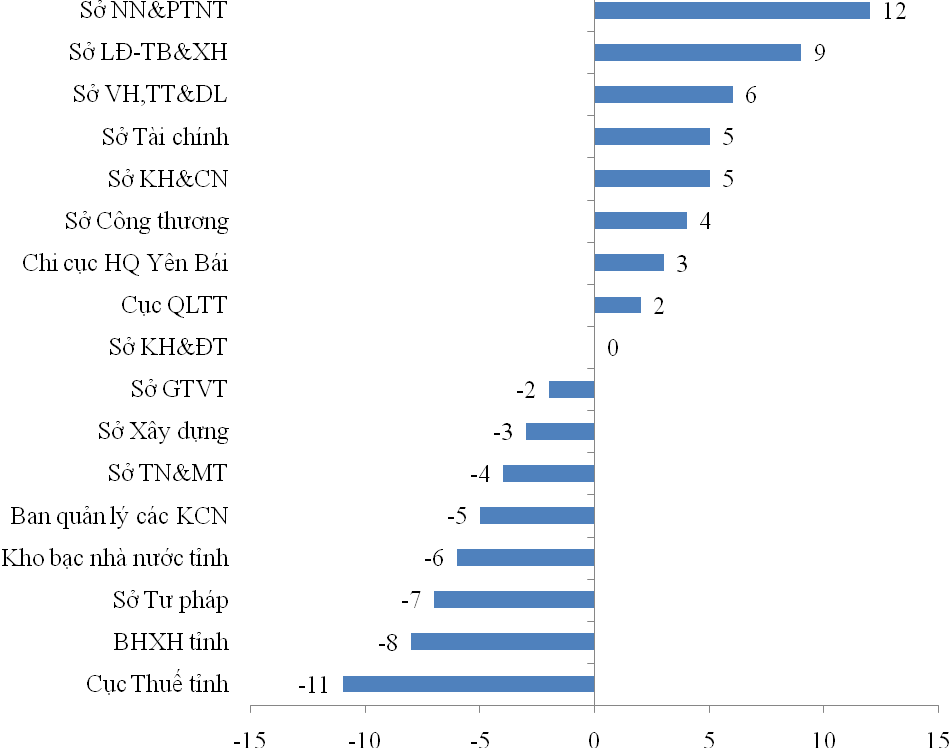 Sở NN&PTNT 12
Sở LĐ-TB&XH 9
Sở VH,TT&DL 6
Sở Tài chính 5
Sở KH&CN 5
Sở Công thương 4
Chi cục HQ Yên Bái 3
Cục QLTT 2
Sở KH&ĐT 0
Sở GTVT -2
Sở Xây dựng -3
Sở TN&MT -4
Ban quản lý các KCN -5
Kho bạc nhà nước tỉnh -6
Sở Tư pháp -7
BHXH tỉnh -8
Cục Thuế tỉnh -11
-15 -10 -5 0 5 10 15